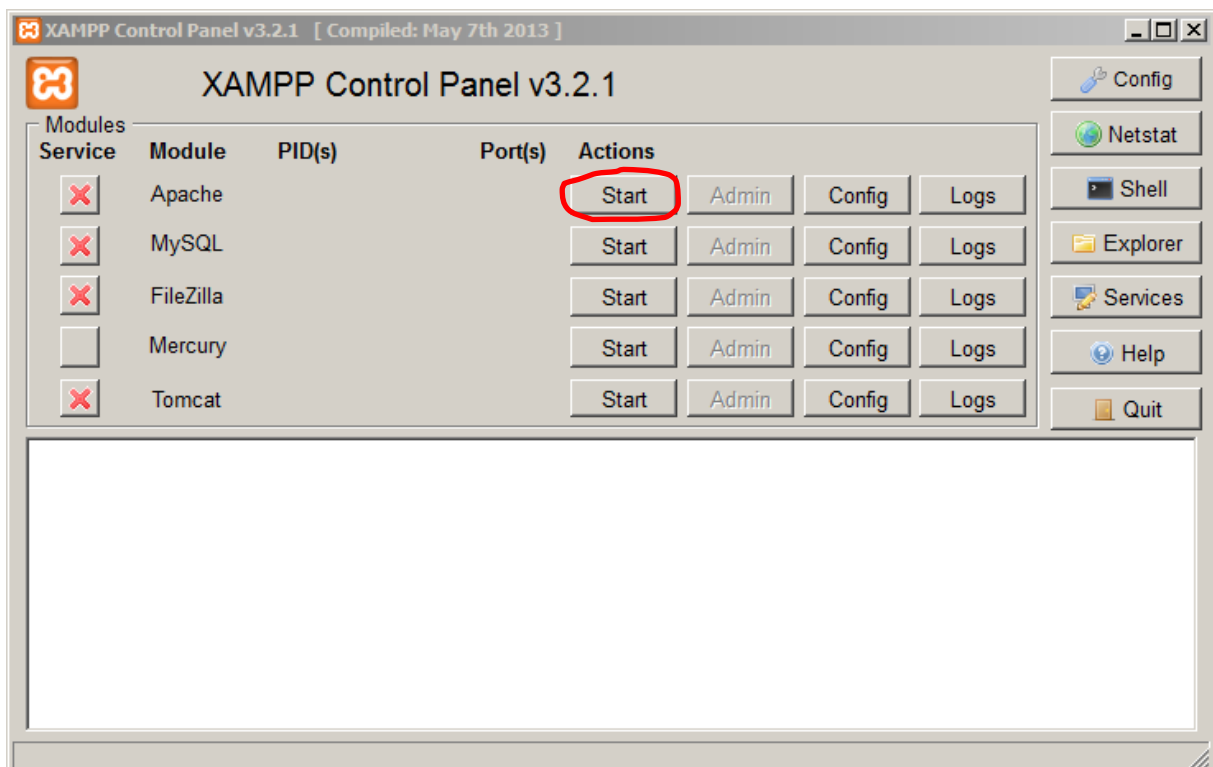 XAMPP Control Panel v3.2.1 [ Compiled: May 7th 2013 ]
XAMPP Control Panel v3.2.1
Config
Modules
Netstat
Service Module PID(s) Port(s) Actions
Apache Start Admin Config Logs
Shell
MySQL Start Admin Config Logs
Explorer
FileZilla Start Admin Config Logs
Services
Mercury Start Admin Config Logs
Help
Tomcat Start Admin Config Logs
Quit